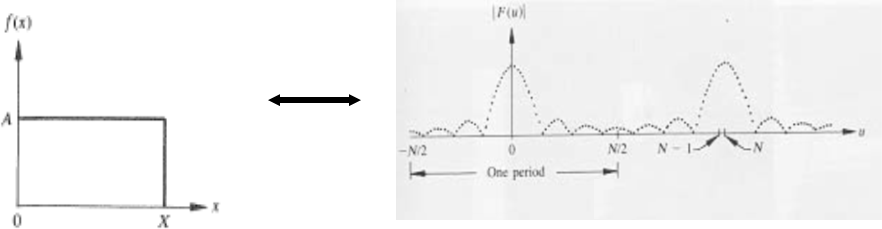 f(x)
A
0
X
x
|F(u)|
−N/2
0
N/2
N − 1
N
u
One period